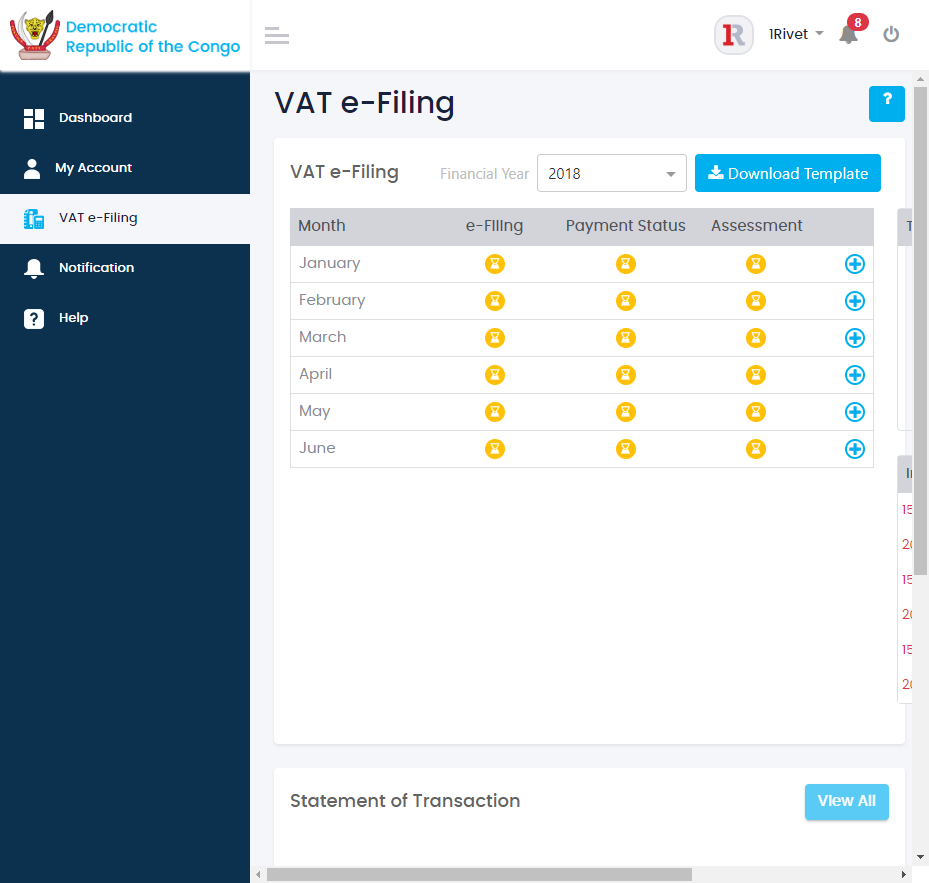 Democratic
Republic of the Congo
1Rivet
8
Dashboard
My Account
VAT e-Filing
Notification
Help
VAT e-Filing
?
VAT e-Filing
Financial Year
2018
Download Template
Month e-Filing Payment Status Assessment
January
February
March
April
May
June
15
20
15
20
15
20
Statement of Transaction
View All